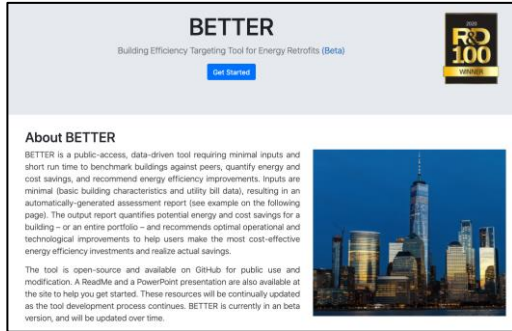 BETTER
Building Efficiency Targeting Tool for Energy Retrofits (Beta)
Get Started
2020
R&D
100
WINNER
About BETTER
BETTER is a public-access, data-driven tool requiring minimal inputs and
short run time to benchmark buildings against peers, quantify energy and
cost savings, and recommend energy efficiency improvements. Inputs are
minimal (basic building characteristics and utility bill data), resulting in an
automatically-generated assessment report (see example on the following
page). The output report quantifies potential energy and cost savings for a
building – or an entire portfolio – and recommends optimal operational and
technological improvements to help users make the most cost-effective
energy efficiency investments and realize actual savings.
The tool is open-source and available on GitHub for public use and
modification. A ReadMe and a PowerPoint presentation are also available at
the site to help you get started. These resources will be continually updated
as the tool development process continues. BETTER is currently in an beta
version, and will be updated over time.